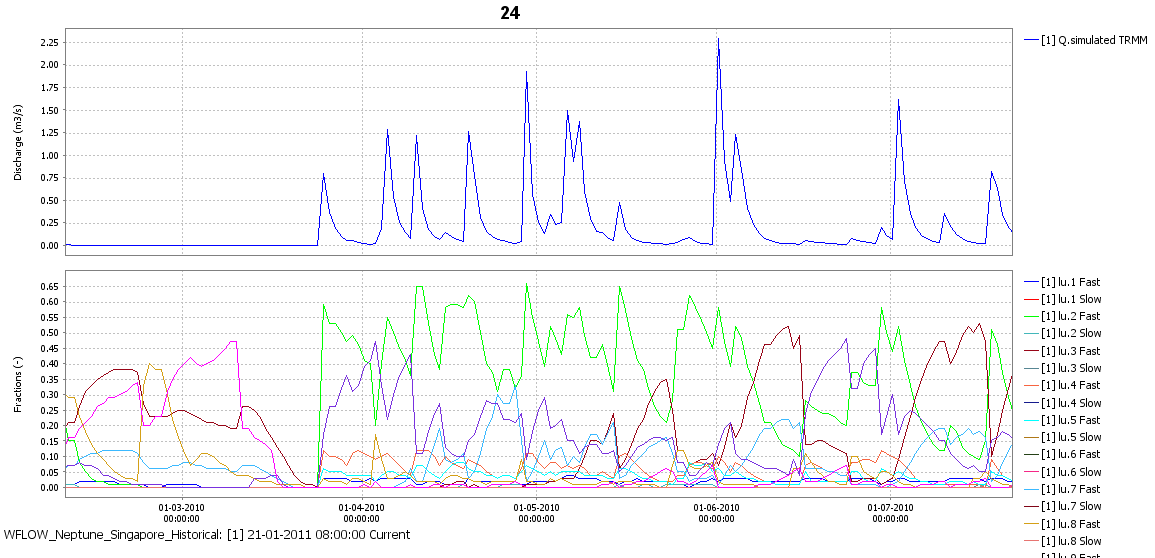 24
[1] Q.simulated TRMM
2.25
2.00
1.75
1.50
1.25
1.00
0.75
0.50
0.25
0.00
Discharge (m3/s)
0.65
0.60
0.55
0.50
0.45
0.40
0.35
0.30
0.25
0.20
0.15
0.10
0.05
0.00
Fractions (-)
[1] lu.1 Fast
[1] lu.1 Slow
[1] lu.2 Fast
[1] lu.2 Slow
[1] lu.3 Fast
[1] lu.3 Slow
[1] lu.4 Fast
[1] lu.4 Slow
[1] lu.5 Fast
[1] lu.5 Slow
[1] lu.6 Fast
[1] lu.6 Slow
[1] lu.7 Fast
[1] lu.7 Slow
[1] lu.8 Fast
[1] lu.8 Slow
[1] lu.9 Fast
01-03-2010 01-04-2010 01-05-2010 01-06-2010 01-07-2010
00:00:00 00:00:00 00:00:00 00:00:00 00:00:00
WFLOW_Neptune_Singapore_Historical: [1] 21-01-2011 08:00:00 Current